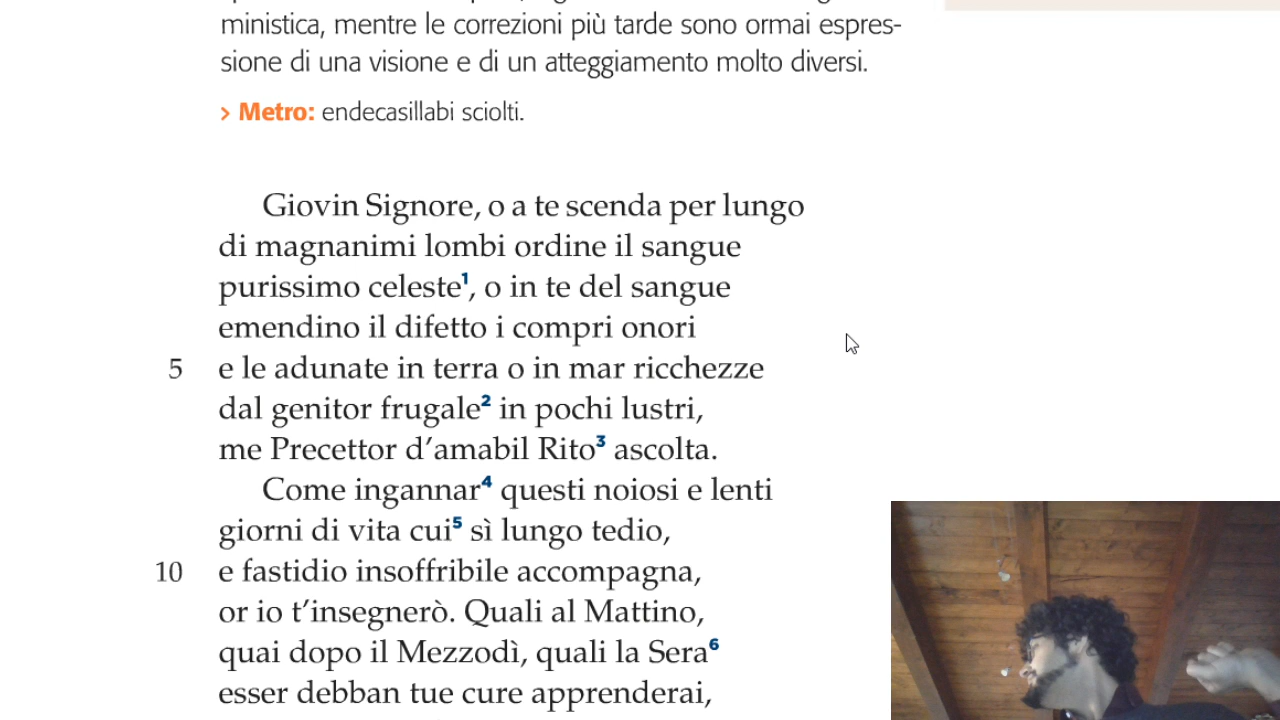 ministica, mentre le correzioni più tarde sono ormai espres-
sione di una visione e di un atteggiamento molto diversi.
› Metro: endecasillabi sciolti.
Giovin Signore, o a te scenda per lungo
di magnanimi lombi ordine il sangue
purissimo celeste1, o in te del sangue
emendino il difetto i compri onori
5 e le adunate in terra o in mar ricchezze
dal genitor frugale2 in pochi lustri,
me Precettor d’amabil Rito3 ascolta.
Come ingannar4 questi noiosi e lenti
giorni di vita cui5 sì lungo tedio,
10 e fastidio insoffribile accompagna,
or io t’insegnerò. Quali al Mattino,
quai dopo il Mezzodì, quali la Sera6
esser debban tue cure apprenderai,